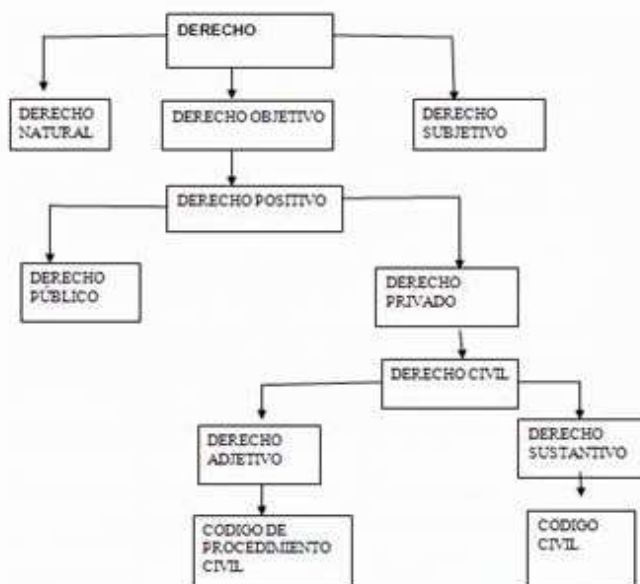 DERECHO
DERECHO
NATURAL
DERECHO OBJETIVO
DERECHO
SUBJETIVO
DERECHO POSITIVO
DERECHO
PÚBLICO
DERECHO
PRIVADO
DERECHO CIVIL
DERECHO
ADJETIVO
DERECHO
SUSTANTIVO
CODIGO DE
PROCEDIMIENTO
CIVIL
CODIGO
CIVIL